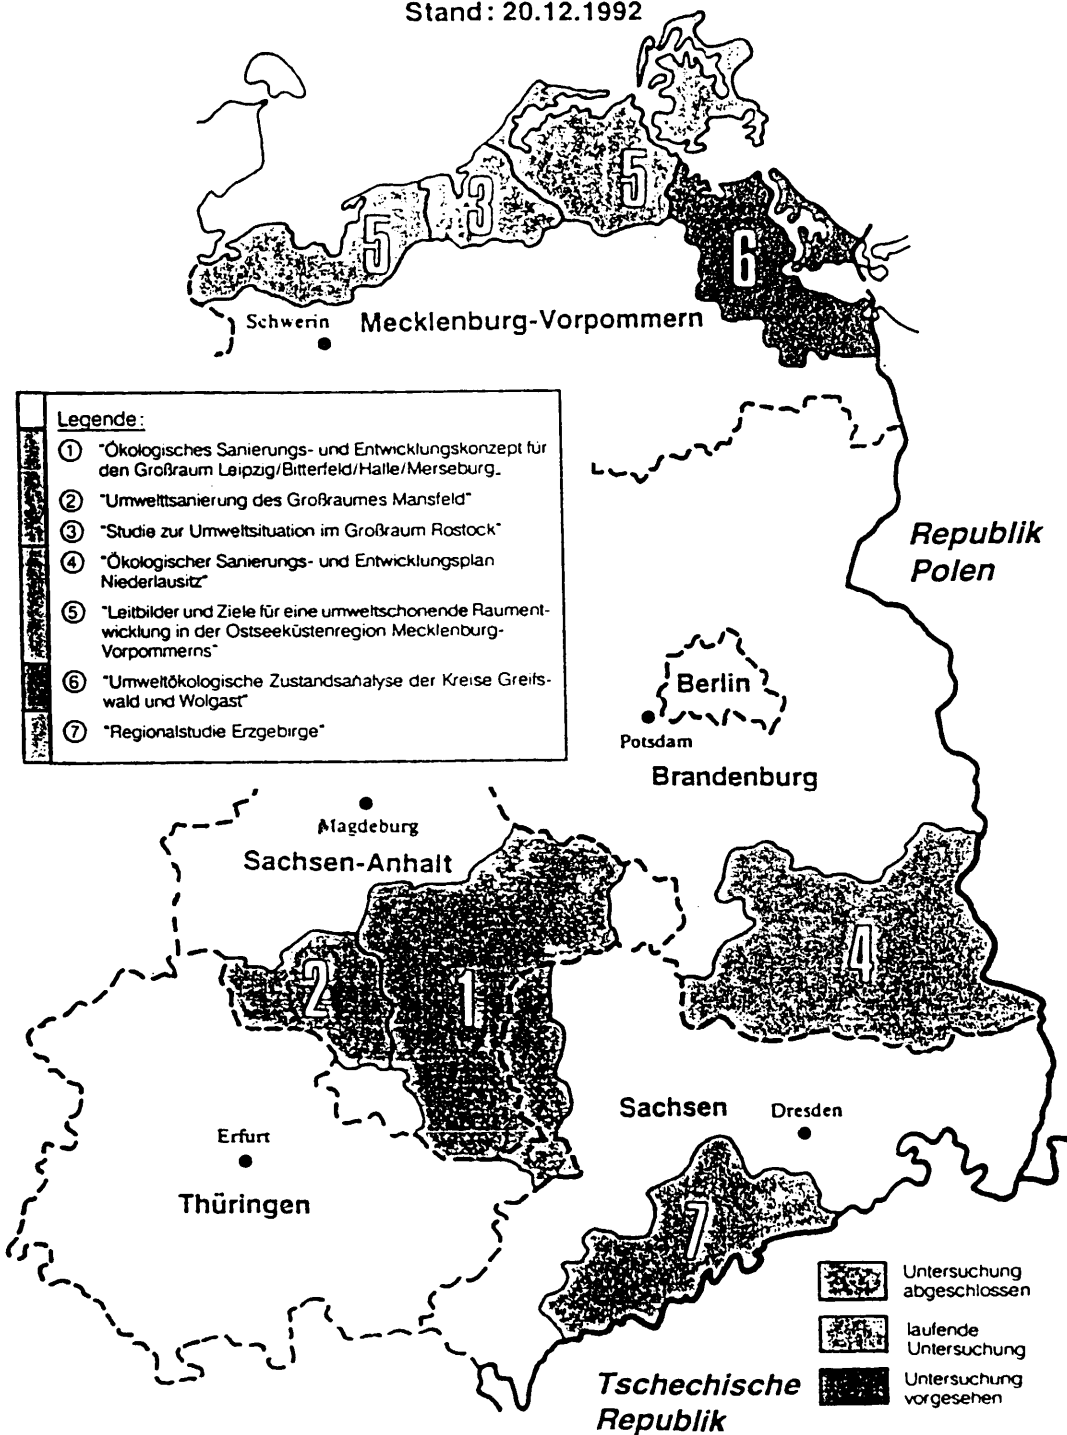 Stand: 20.12.1992
5
3
5
6
Schwerin
Mecklenburg-Vorpommern
Legende:
① "Ökologisches Sanierungs- und Entwicklungskonzept für
den Großraum Leipzig/Bitterfeld/Halle/Merseburg"
② "Umwelttsanierung des Großraumes Mansfeld"
③ "Studie zur Umweltsituation im Großraum Rostock"
④ "Ökologischer Sanierungs- und Entwicklungsplan
Niederlausitz"
⑤ "Leitbilder und Ziele für eine umweltschonende Raument-
wicklung in der Ostseeküstenregion Mecklenburg-
Vorpommerns"
⑥ "Umweltökologische Zustandsanalyse der Kreise Greifs-
wald und Wolgast"
⑦ "Regionalstudie Erzgebirge"
Republik
Polen
Berlin
Potsdam
Brandenburg
Magdeburg
Sachsen-Anhalt
4
2
1
Sachsen
Dresden
Erfurt
Thüringen
7
Untersuchung
abgeschlossen
laufende
Untersuchung
Untersuchung
vorgesehen
Tschechische
Republik